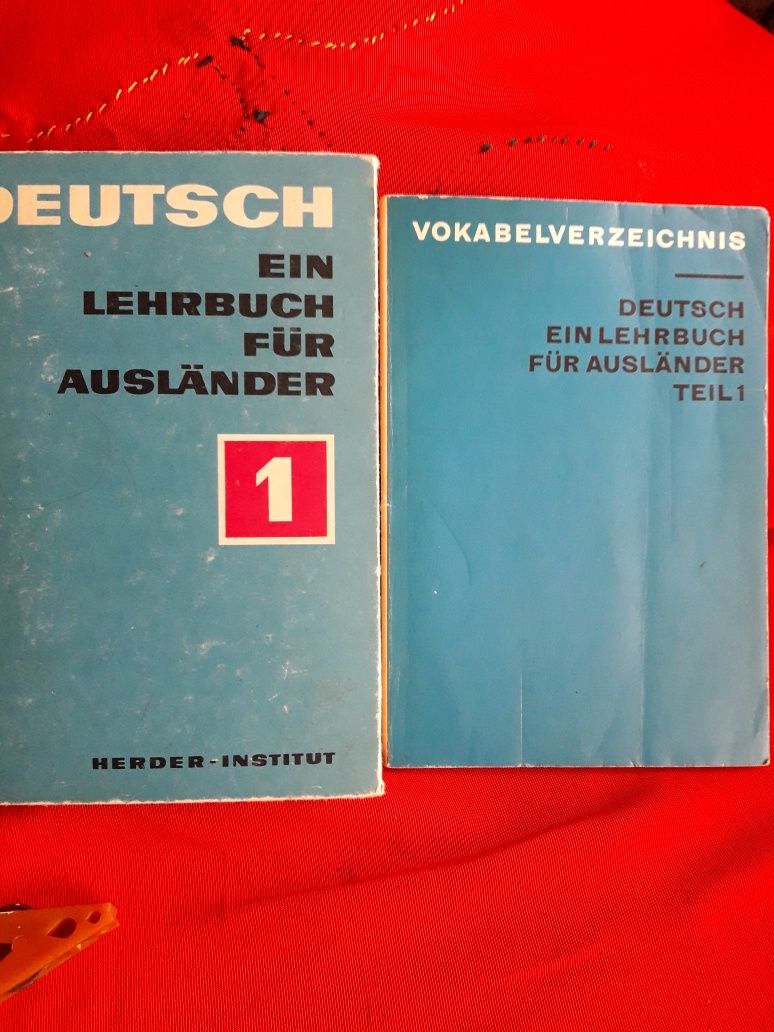 DEUTSCH
EIN
LEHRBUCH
FÜR
AUSLÄNDER
1
HERDER-INSTITUT
VOKABELVERZEICHNIS
DEUTSCH
EIN LEHRBUCH
FÜR AUSLÄNDER
TEIL 1